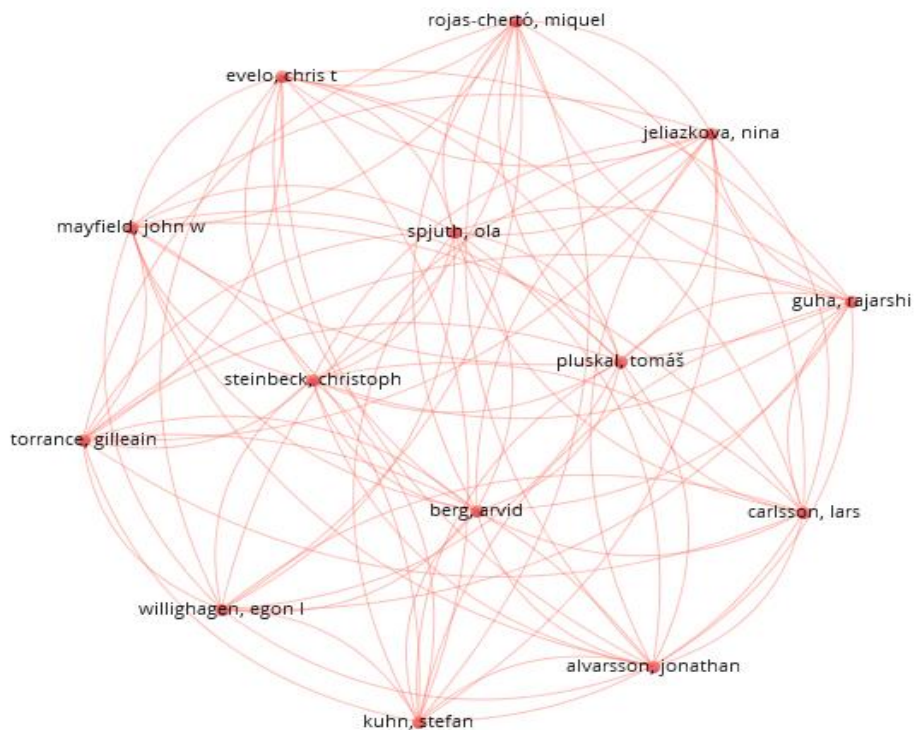 rojas-chertó, miquel
evelo, chris t
jeliazkova, nina
mayfield, john w
spjuth, ola
guha, rajarshi
pluskal, tomáš
steinbeck, christoph
torrance, gilleain
berg, arvid
carlsson, lars
willighagen, egon l
alvarsson, jonathan
kuhn, stefan